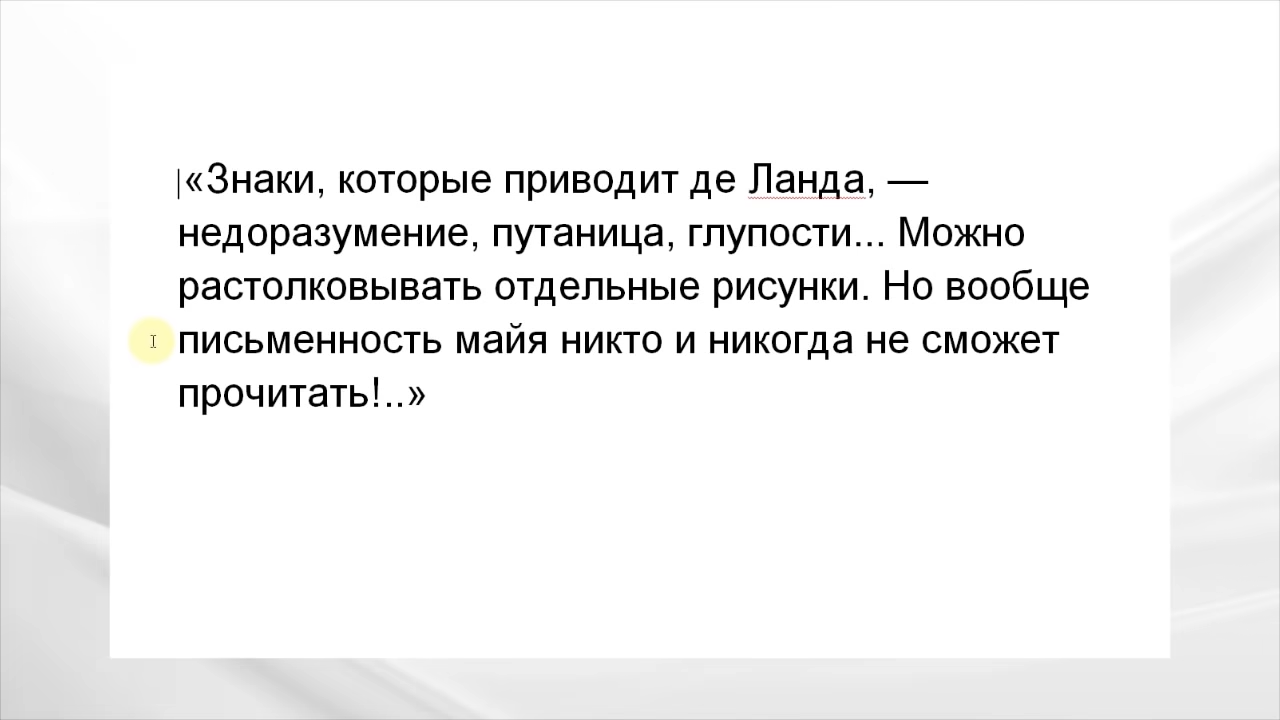 «Знаки, которые приводит де Ланда, —
недоразумение, путаница, глупости... Можно
растолковывать отдельные рисунки. Но вообще
письменность майя никто и никогда не сможет
прочитать!..»